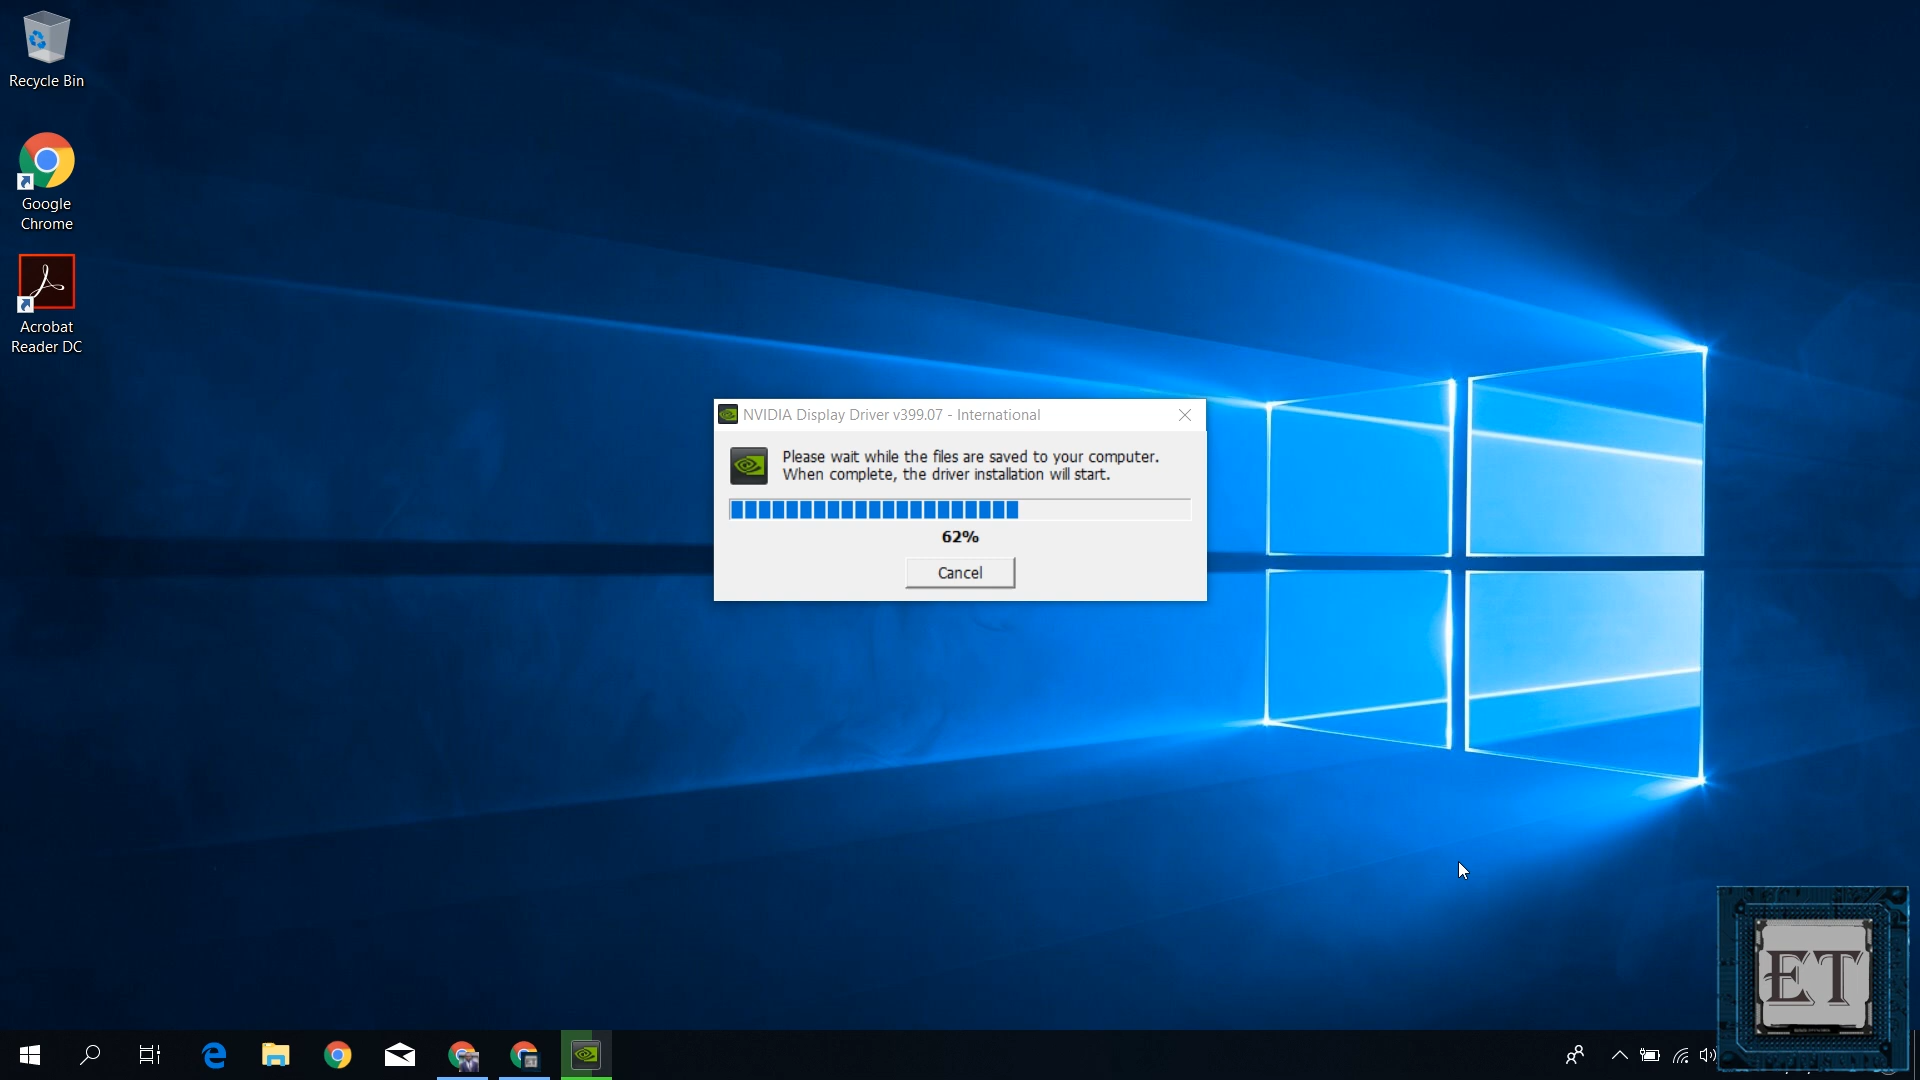 Recycle Bin
Google
Chrome
Acrobat
Reader DC
NVIDIA Display Driver v399.07 - International
Please wait while the files are saved to your computer.
When complete, the driver installation will start.
62%
Cancel
ET